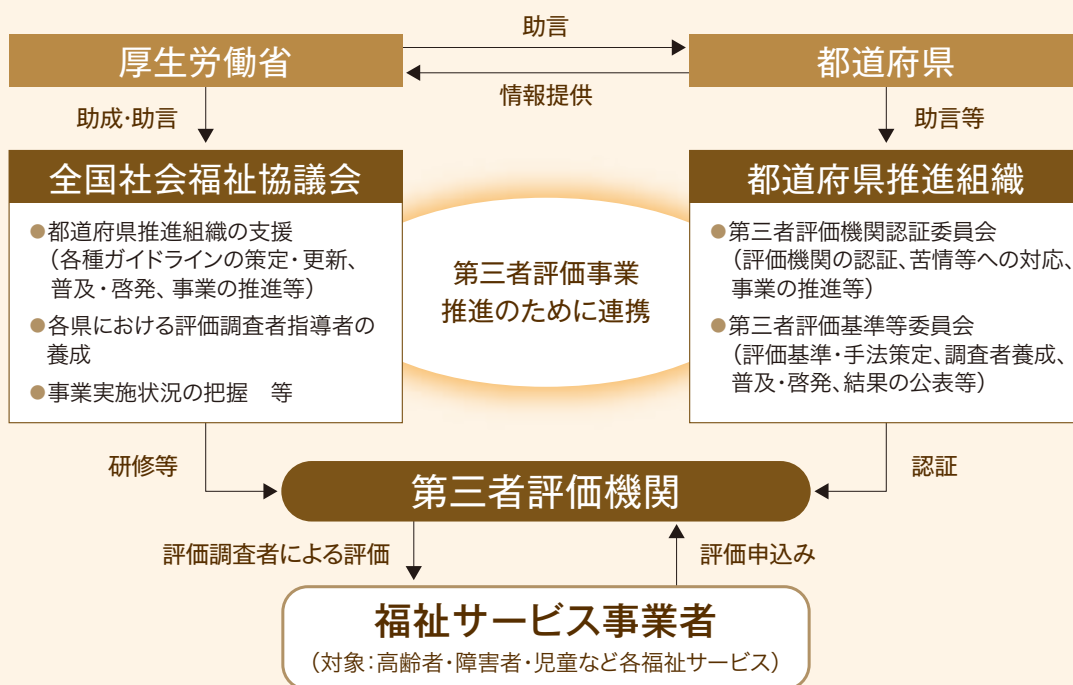 助言
厚生労働省
都道府県
情報提供
助成・助言
助言等
全国社会福祉協議会
●都道府県推進組織の支援
（各種ガイドラインの策定・更新、
普及・啓発、事業の推進等）
●各県における評価調査者指導者の
養成
●事業実施状況の把握　等
第三者評価事業
推進のために連携
都道府県推進組織
●第三者評価機関認証委員会
（評価機関の認証、苦情等への対応、
事業の推進等）
●第三者評価基準等委員会
（評価基準・手法策定、調査者養成、
普及・啓発、結果の公表等）
研修等
認証
第三者評価機関
評価調査者による評価
評価申込み
福祉サービス事業者
（対象：高齢者・障害者・児童など各福祉サービス）